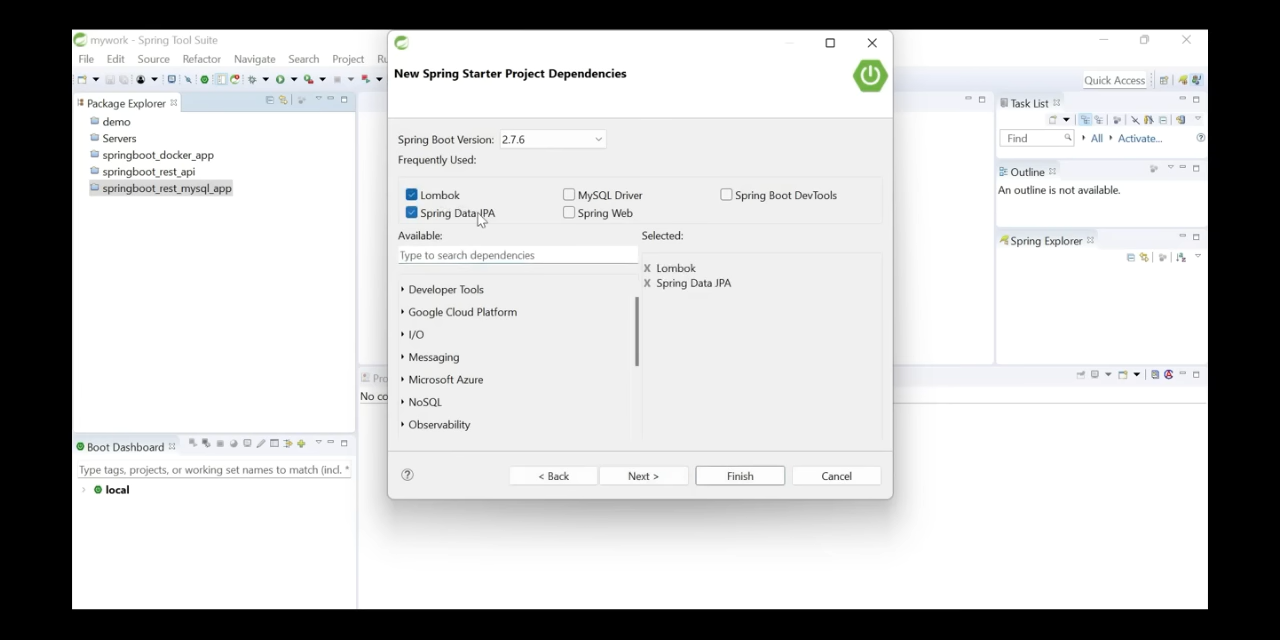 mywork - Spring Tool Suite
File Edit Source Refactor Navigate Search Project Ru
Quick Access
Package Explorer
demo
Servers
springboot_docker_app
springboot_rest_api
springboot_rest_mysql_app
Boot Dashboard
Type tags, projects, or working set names to match (incl. *
local
New Spring Starter Project Dependencies
Spring Boot Version: 2.7.6
Frequently Used:
Lombok MySQL Driver Spring Boot DevTools
Spring Data JPA Spring Web
Available: Selected:
Type to search dependencies
X Lombok
X Spring Data JPA
Developer Tools
Google Cloud Platform
I/O
Messaging
Microsoft Azure
NoSQL
Observability
< Back Next > Finish Cancel
Pro
No co
Task List
Find All Activate...
Outline
An outline is not available.
Spring Explorer